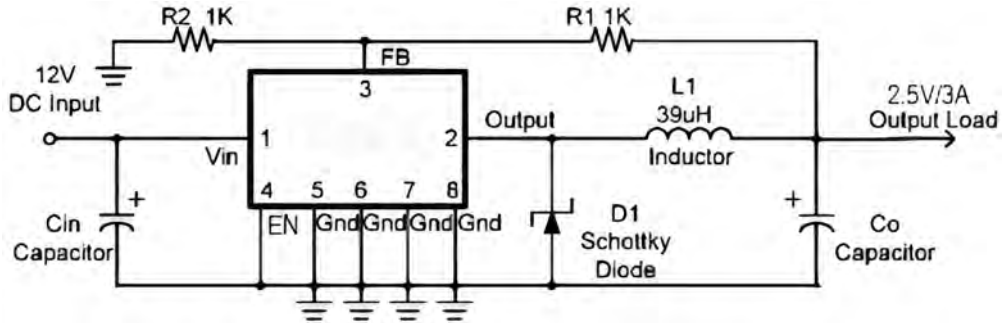 R2 1K
R1 1K
FB
3
12V
DC Input
L1
39uH
Inductor
2.5V/3A
Output Load
Vin
1
2
Output
4
5
6
7
8
EN
Gnd
Gnd
Gnd
Gnd
+
Cin
Capacitor
D1
Schottky
Diode
+
Co
Capacitor